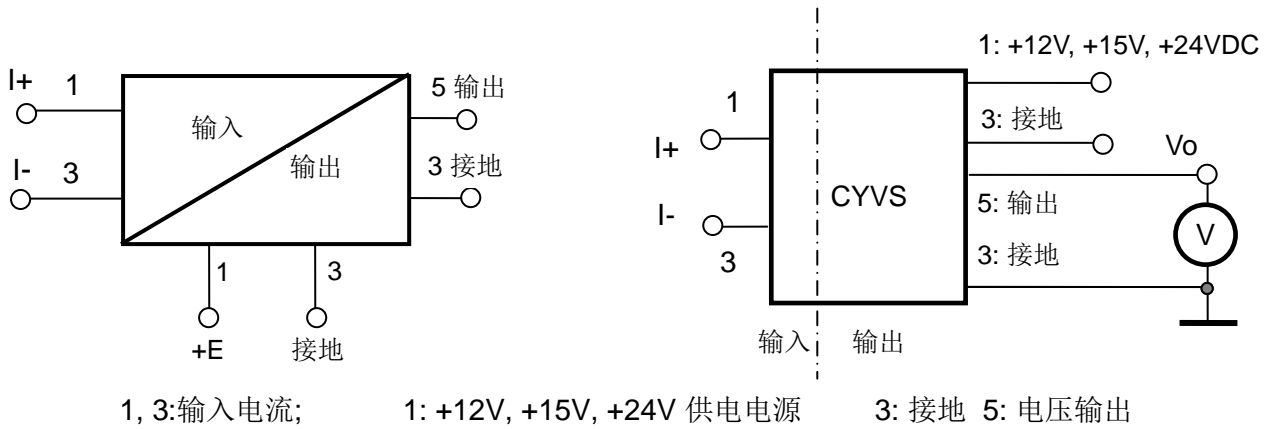 I+ 1
5 输出
输入
I- 3
输出
3 接地
1 3
+E 接地
1: +12V, +15V, +24VDC
1
I+
3: 接地
Vo
CYVS
I-
5: 输出
V
3
3: 接地
输入 输出
1, 3:输入电流; 1: +12V, +15V, +24V 供电电源 3: 接地 5: 电压输出